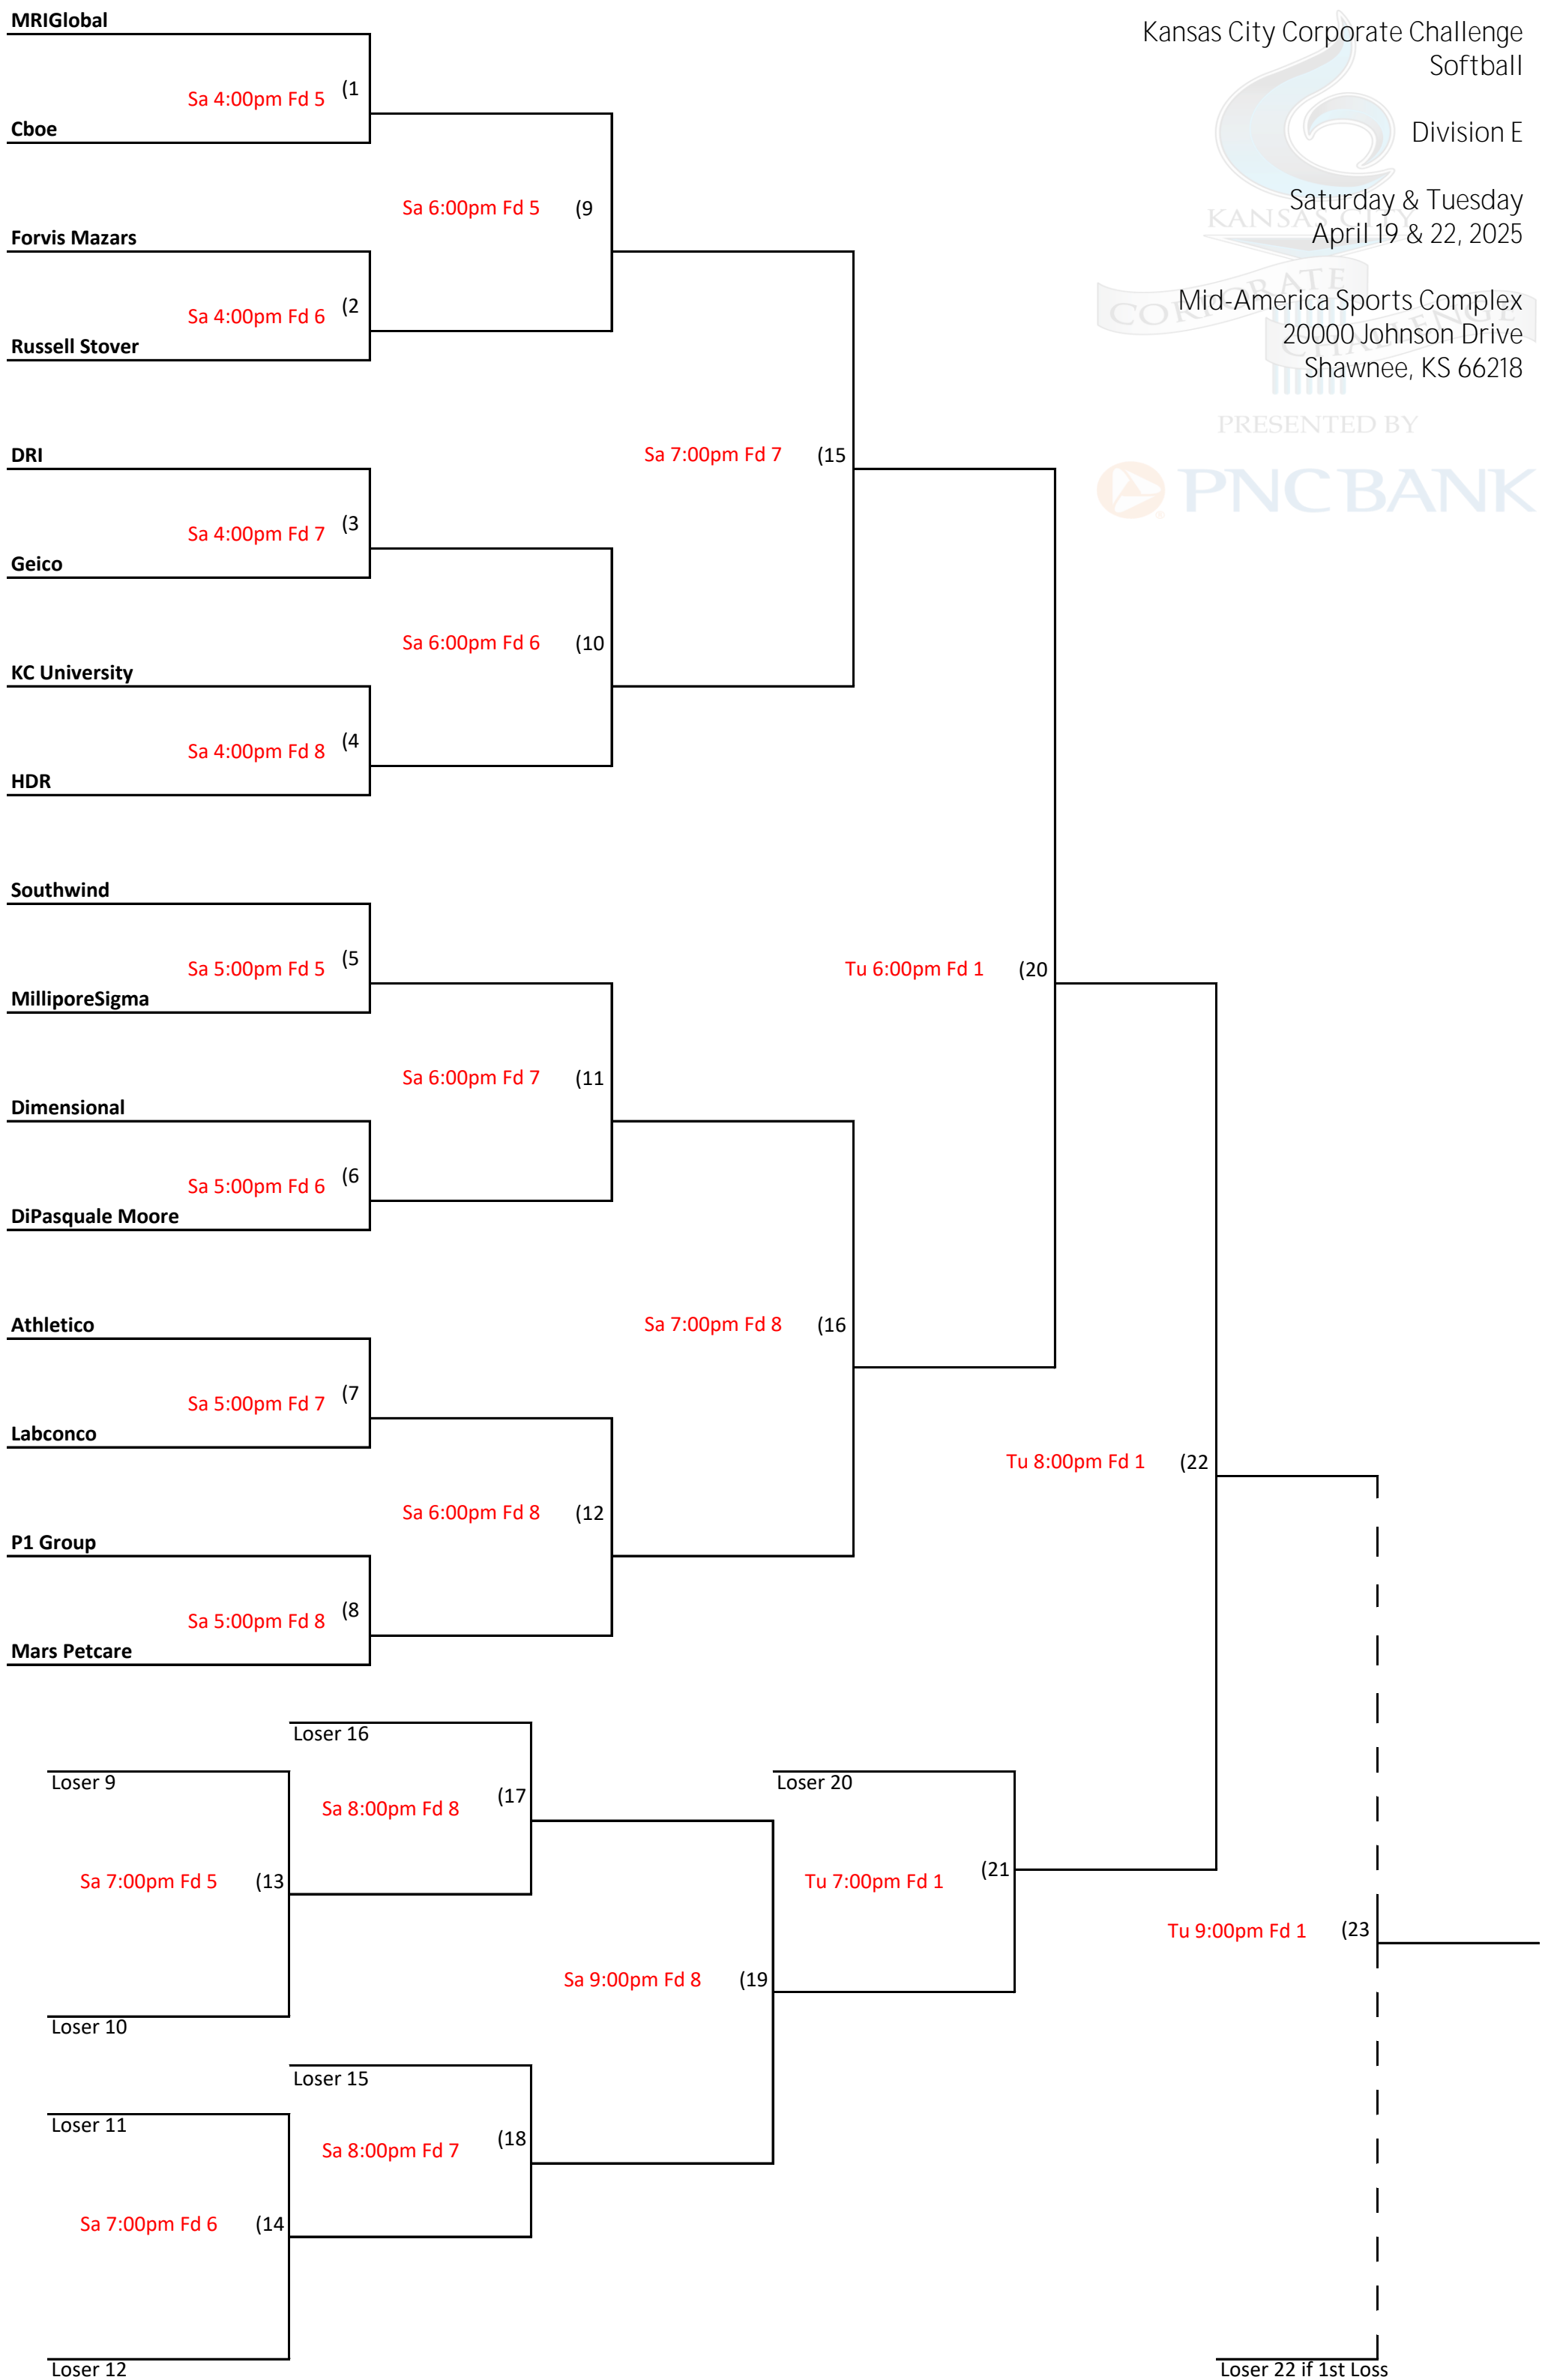 MRIGlobal
Kansas City Corporate Challenge
Softball
Sa 4:00pm Fd 5 (1
Cboe
Division E
Sa 6:00pm Fd 5 (9
Saturday & Tuesday
KANSAS CITY
April 19 & 22, 2025
Forvis Mazars
CORPORATE
Mid-America Sports Complex
Sa 4:00pm Fd 6 (2
20000 Johnson Drive
CHALLENGE
Russell Stover
Shawnee, KS 66218
PRESENTED BY
DRI
Sa 7:00pm Fd 7 (15
PNC BANK
Sa 4:00pm Fd 7 (3
Geico
Sa 6:00pm Fd 6 (10
KC University
Sa 4:00pm Fd 8 (4
HDR
Southwind
Sa 5:00pm Fd 5 (5
Tu 6:00pm Fd 1 (20
MilliporeSigma
Sa 6:00pm Fd 7 (11
Dimensional
Sa 5:00pm Fd 6 (6
DiPasquale Moore
Athletico
Sa 7:00pm Fd 8 (16
Sa 5:00pm Fd 7 (7
Labconco
Tu 8:00pm Fd 1 (22
Sa 6:00pm Fd 8 (12
P1 Group
Sa 5:00pm Fd 8 (8
Mars Petcare
Loser 16
Loser 9
Loser 20
Sa 8:00pm Fd 8 (17
Sa 7:00pm Fd 5 (13
Tu 7:00pm Fd 1 (21
Tu 9:00pm Fd 1 (23
Sa 9:00pm Fd 8 (19
Loser 10
Loser 15
Loser 11
Sa 8:00pm Fd 7 (18
Sa 7:00pm Fd 6 (14
Loser 12
Loser 22 if 1st Loss